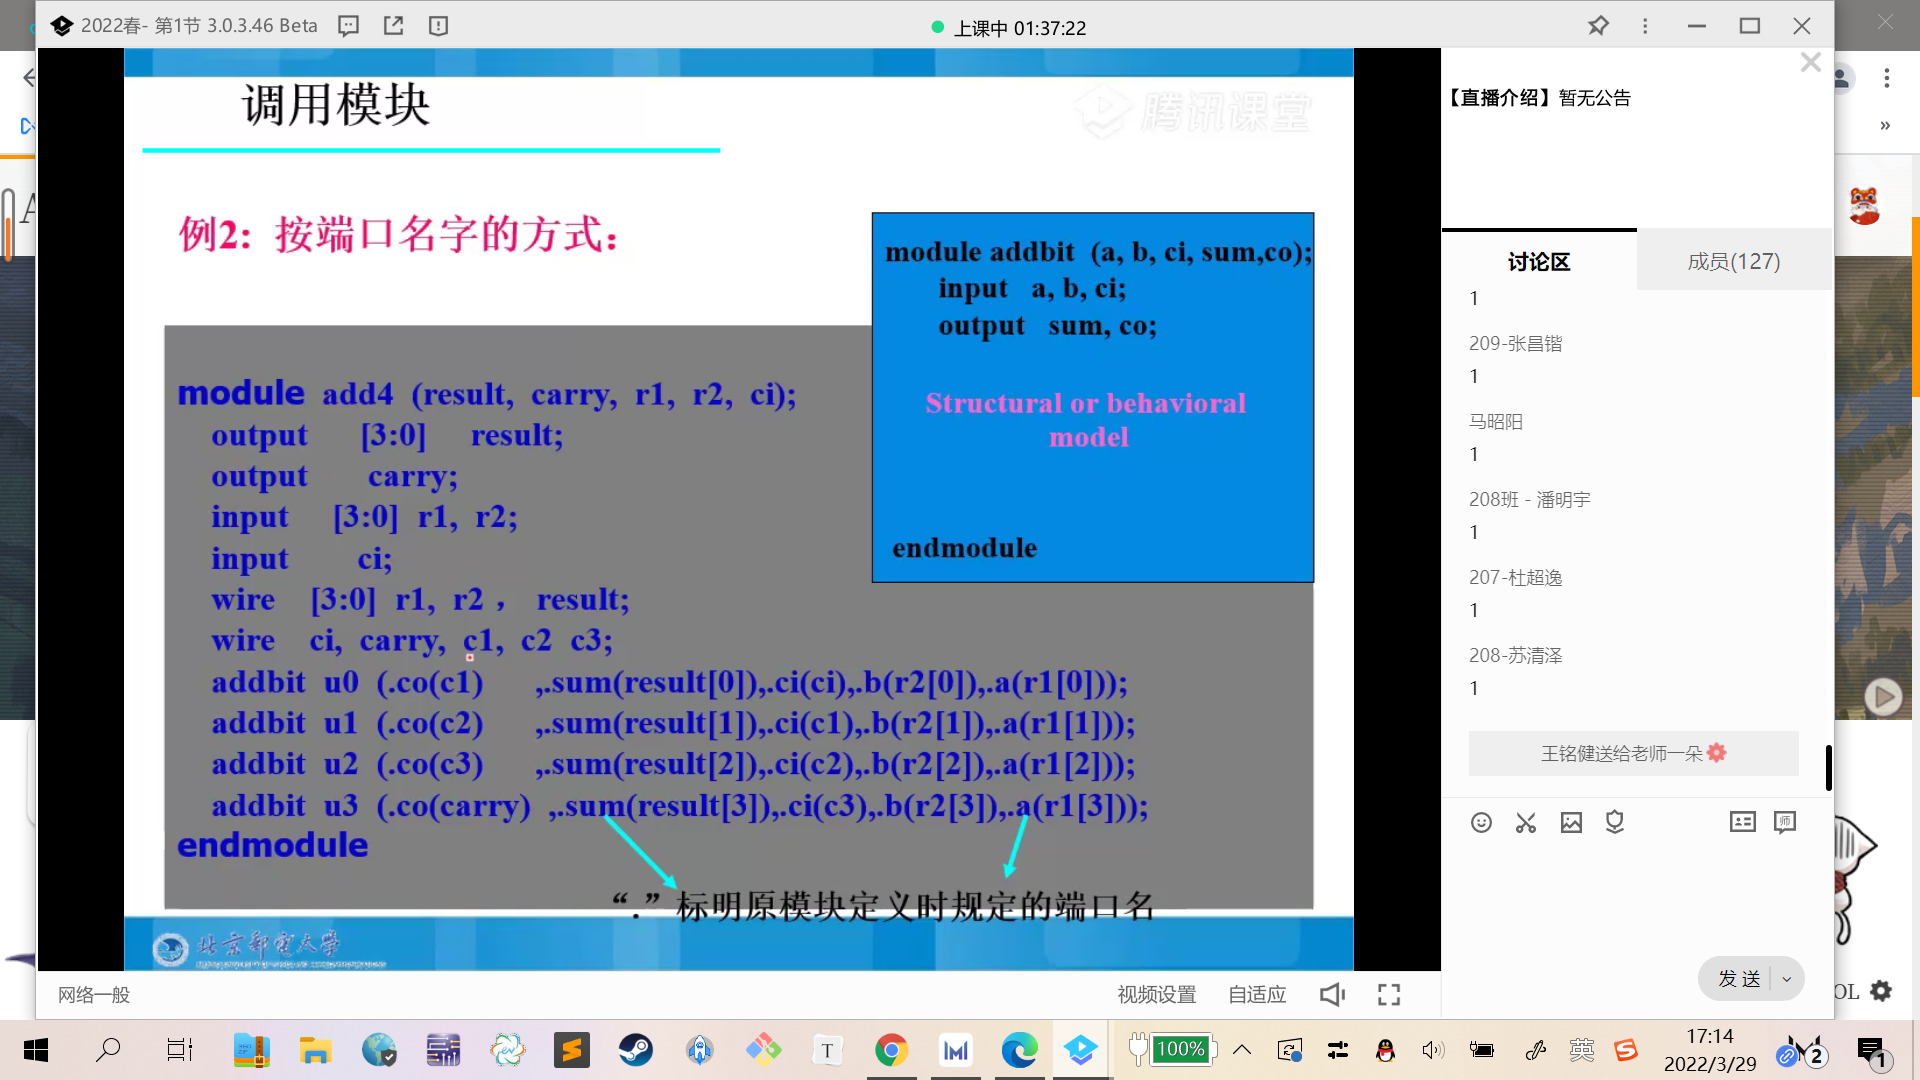 2022春- 第1节 3.0.3.46 Beta
上课中 01:37:22
调用模块
腾讯课堂
例2: 按端口名字的方式:
module addbit (a, b, ci, sum,co);
input a, b, ci;
output sum, co;
Structural or behavioral
model
endmodule
module add4 (result, carry, r1, r2, ci);
output [3:0] result;
output carry;
input [3:0] r1, r2;
input ci;
wire [3:0] r1, r2 , result;
wire ci, carry, c1, c2 c3;
addbit u0 (.co(c1) ,.sum(result[0]),.ci(ci),.b(r2[0]),.a(r1[0]));
addbit u1 (.co(c2) ,.sum(result[1]),.ci(c1),.b(r2[1]),.a(r1[1]));
addbit u2 (.co(c3) ,.sum(result[2]),.ci(c2),.b(r2[2]),.a(r1[2]));
addbit u3 (.co(carry) ,.sum(result[3]),.ci(c3),.b(r2[3]),.a(r1[3]));
endmodule
“.” 标明原模块定义时规定的端口名
北京邮电大学
网络一般
视频设置
自适应
【直播介绍】暂无公告
讨论区
成员(127)
1
209-张昌锴
1
马昭阳
1
208班 - 潘明宇
1
207-杜超逸
1
208-苏清泽
1
王铭健送给老师一朵
师
发送
OL
100%
英
17:14
2022/3/29
2
1